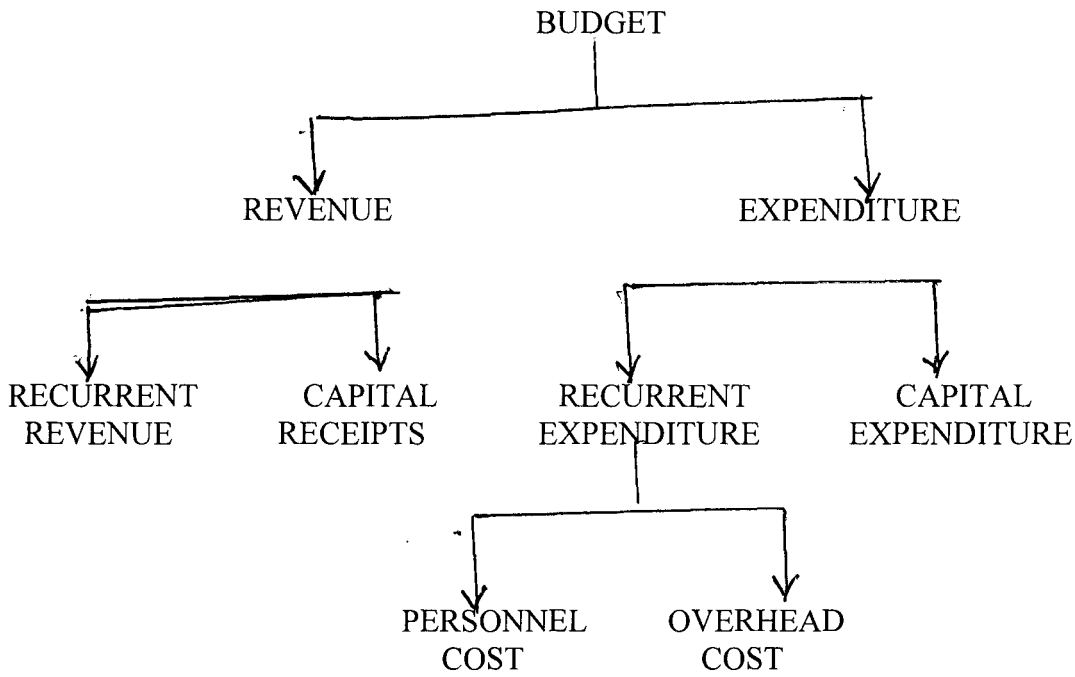 BUDGET
REVENUE
EXPENDITURE
RECURRENT
REVENUE
CAPITAL
RECEIPTS
RECURRENT
EXPENDITURE
CAPITAL
EXPENDITURE
PERSONNEL
COST
OVERHEAD
COST